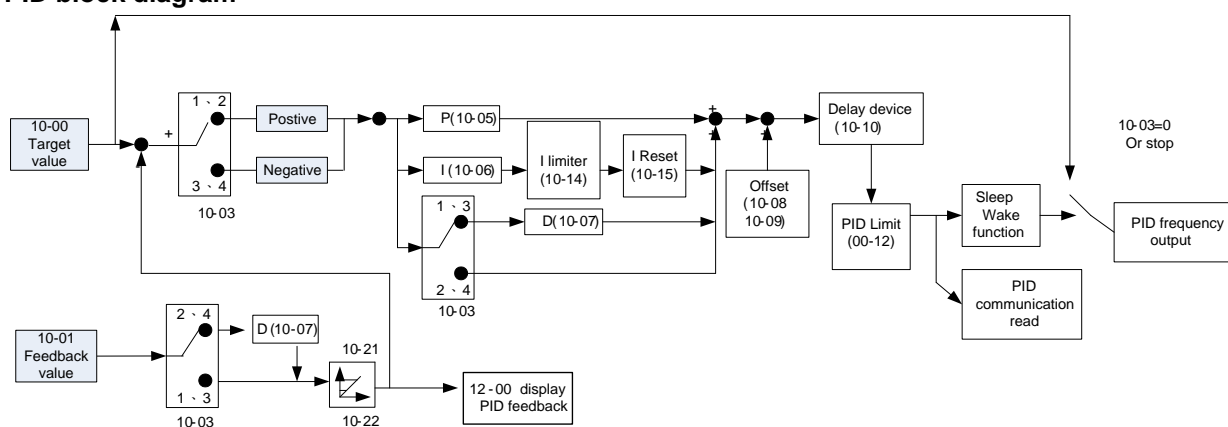 PID block diagram
10-00
Target
value
+
1、2
3、4
10-03
Postive
Negative
P(10-05)
I (10-06)
I limiter
(10-14)
I Reset
(10-15)
1、3
2、4
10-03
D(10-07)
+
+
+
Offset
(10-08
10-09)
Delay device
(10-10)
PID Limit
(00-12)
Sleep
Wake
function
PID
communication
read
10-03=0
Or stop
PID frequency
output
10-01
Feedback
value
2、4
1、3
10-03
D(10-07)
10-21
10-22
12-00 display
PID feedback